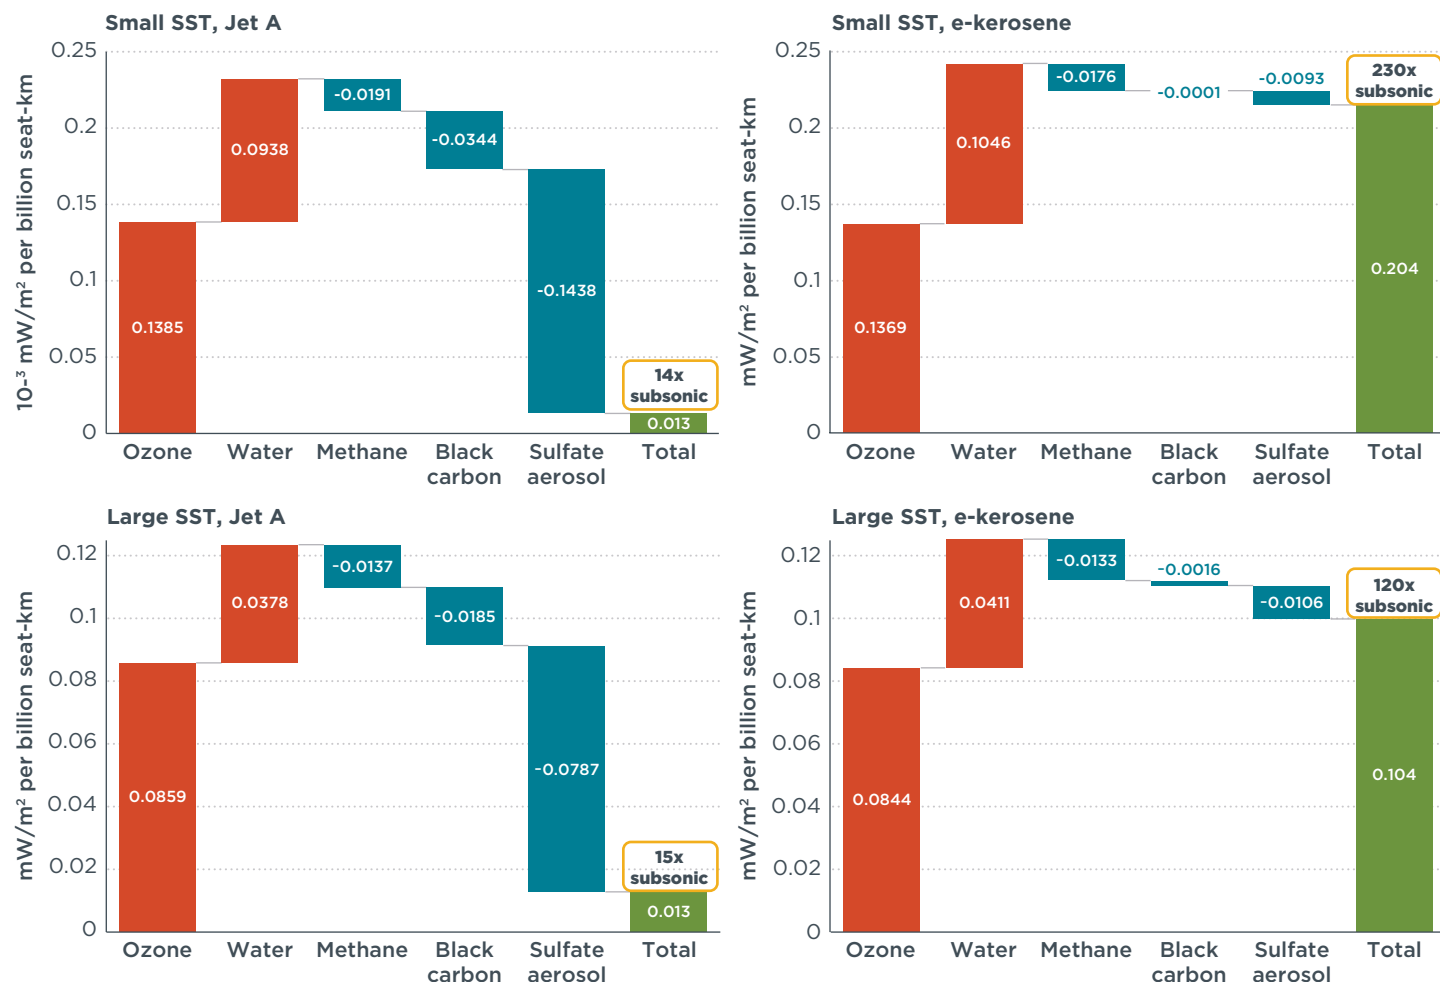 Small SST, Jet A
10-³ mW/m² per billion seat-km
0.25
0.2
0.15
0.1
0.05
0
0.1385
0.0938
-0.0191
-0.0344
-0.1438
14x
subsonic
0.013
Ozone
Water
Methane
Black
carbon
Sulfate
aerosol
Total
Small SST, e-kerosene
mW/m² per billion seat-km
0.25
0.2
0.15
0.1
0.05
0
0.1369
0.1046
-0.0176
-0.0001
-0.0093
230x
subsonic
0.204
Ozone
Water
Methane
Black
carbon
Sulfate
aerosol
Total
Large SST, Jet A
mW/m² per billion seat-km
0.12
0.1
0.08
0.06
0.04
0.02
0
0.0859
0.0378
-0.0137
-0.0185
-0.0787
15x
subsonic
0.013
Ozone
Water
Methane
Black
carbon
Sulfate
aerosol
Total
Large SST, e-kerosene
mW/m² per billion seat-km
0.12
0.1
0.08
0.06
0.04
0.02
0
0.0844
0.0411
-0.0133
-0.0016
-0.0106
120x
subsonic
0.104
Ozone
Water
Methane
Black
carbon
Sulfate
aerosol
Total